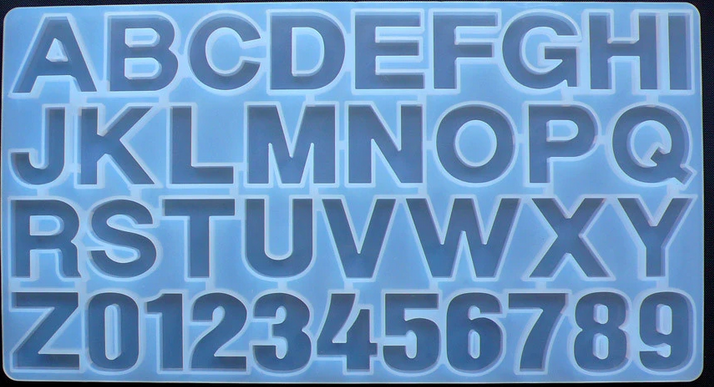 ABCDEFGHI
JKLMNOPQ
RSTUVWXY
Z0123456789